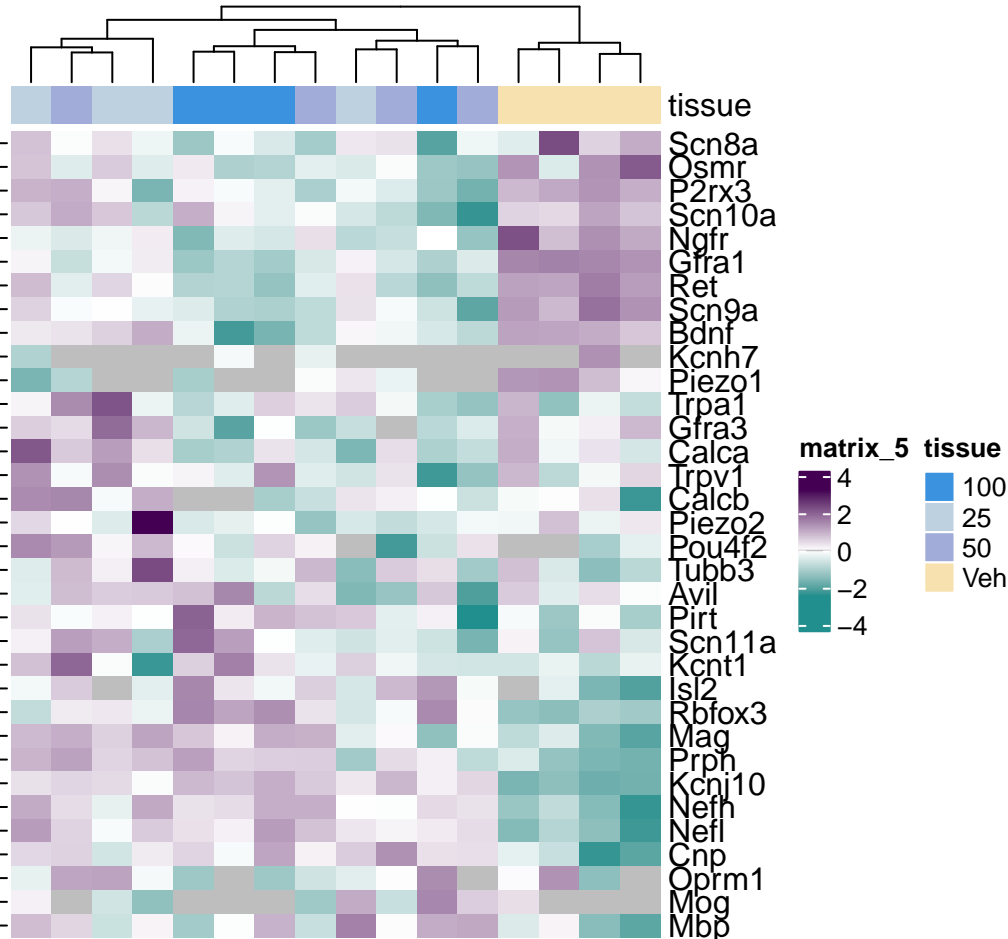 tissue
Scn8a
Osmr
P2rx3
Scn10a
Ngfr
Gfra1
Ret
Scn9a
Bdnf
Kcnh7
Piezo1
Trpa1
Gfra3
Calca
Trpv1
Calcb
Piezo2
Pou4f2
Tubb3
Avil
Pirt
Scn11a
Kcnt1
Isl2
Rbfox3
Mag
Prph
Kcnj10
Nefh
Nefl
Cnp
Oprm1
Mog
Mbp
matrix_5
4
2
0
−2
−4
tissue
100
25
50
Veh